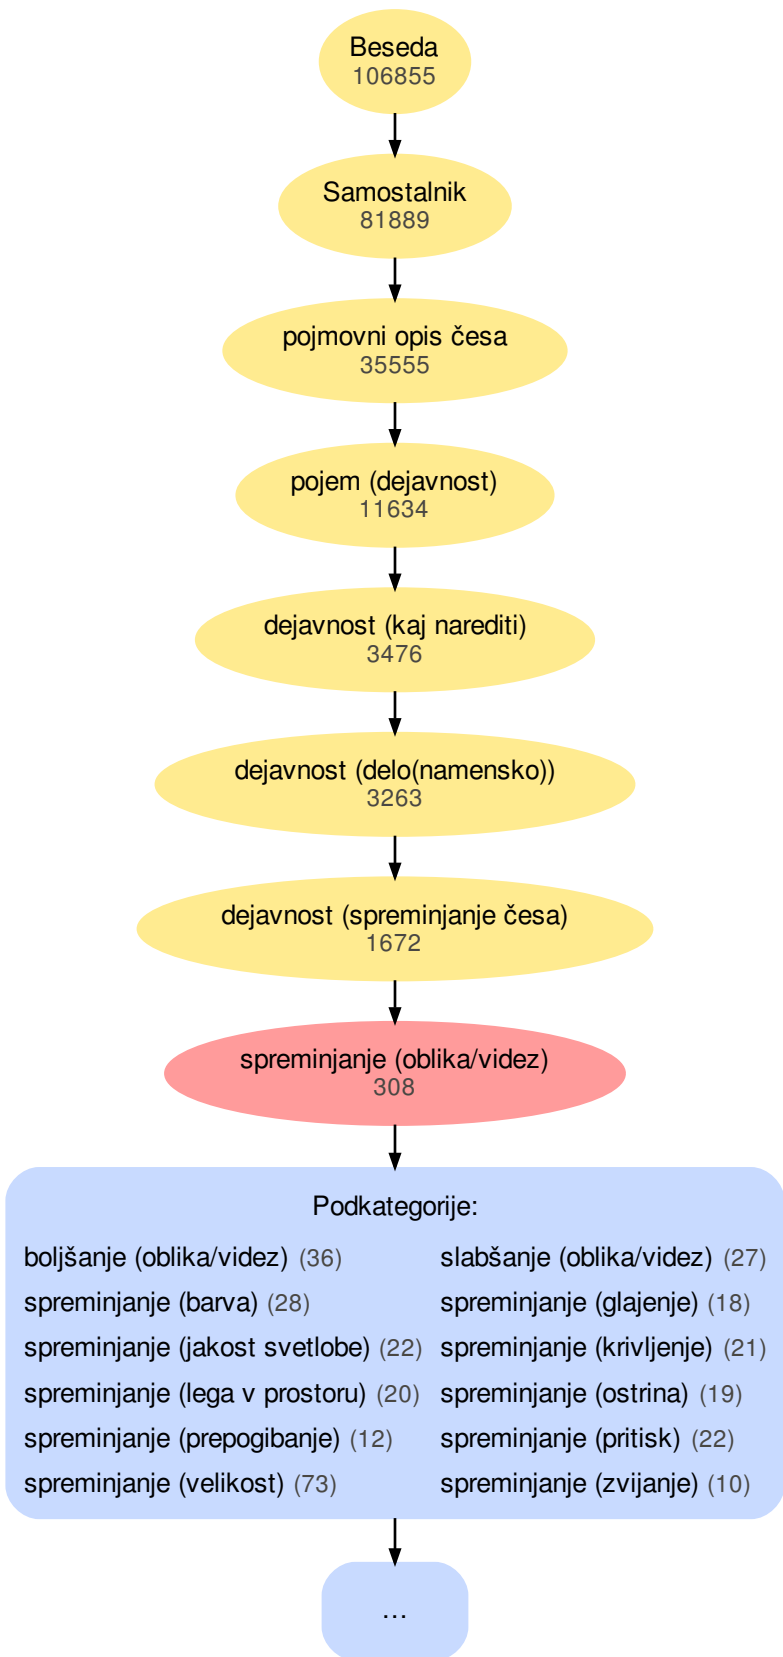 Beseda
106855
Samostalnik
81889
pojmovni opis česa
35555
pojem (dejavnost)
11634
dejavnost (kaj narediti)
3476
dejavnost (delo(namensko))
3263
dejavnost (spreminjanje česa)
1672
spreminjanje (oblika/videz)
308
Podkategorije:
boljšanje (oblika/videz) (36) slabšanje (oblika/videz) (27)
spreminjanje (barva) (28) spreminjanje (glajenje) (18)
spreminjanje (jakost svetlobe) (22) spreminjanje (krivljenje) (21)
spreminjanje (lega v prostoru) (20) spreminjanje (ostrina) (19)
spreminjanje (prepogibanje) (12) spreminjanje (pritisk) (22)
spreminjanje (velikost) (73) spreminjanje (zvijanje) (10)
...